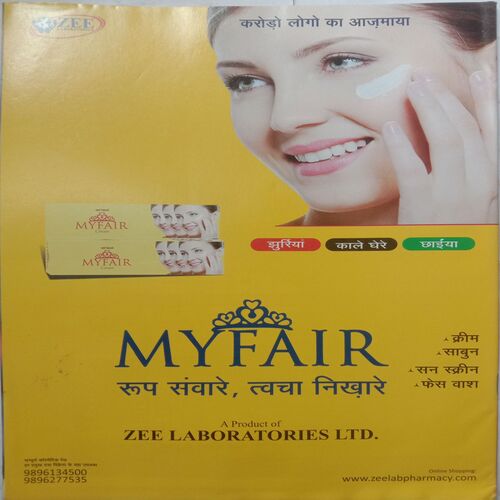 ZEE
करोड़ो लोगो का आज़माया
MYFAIR
Cream
MYFAIR
झुर्रियां
काले घेरे
छाईया
MYFAIR
रूप संवारे, त्वचा निख़ारे
क्रीम
साबुन
सन स्क्रीन
फेस वाश
A Product of
ZEE LABORATORIES LTD.
9896134500
9896277535
Online Shopping:
www.zeelabpharmacy.com